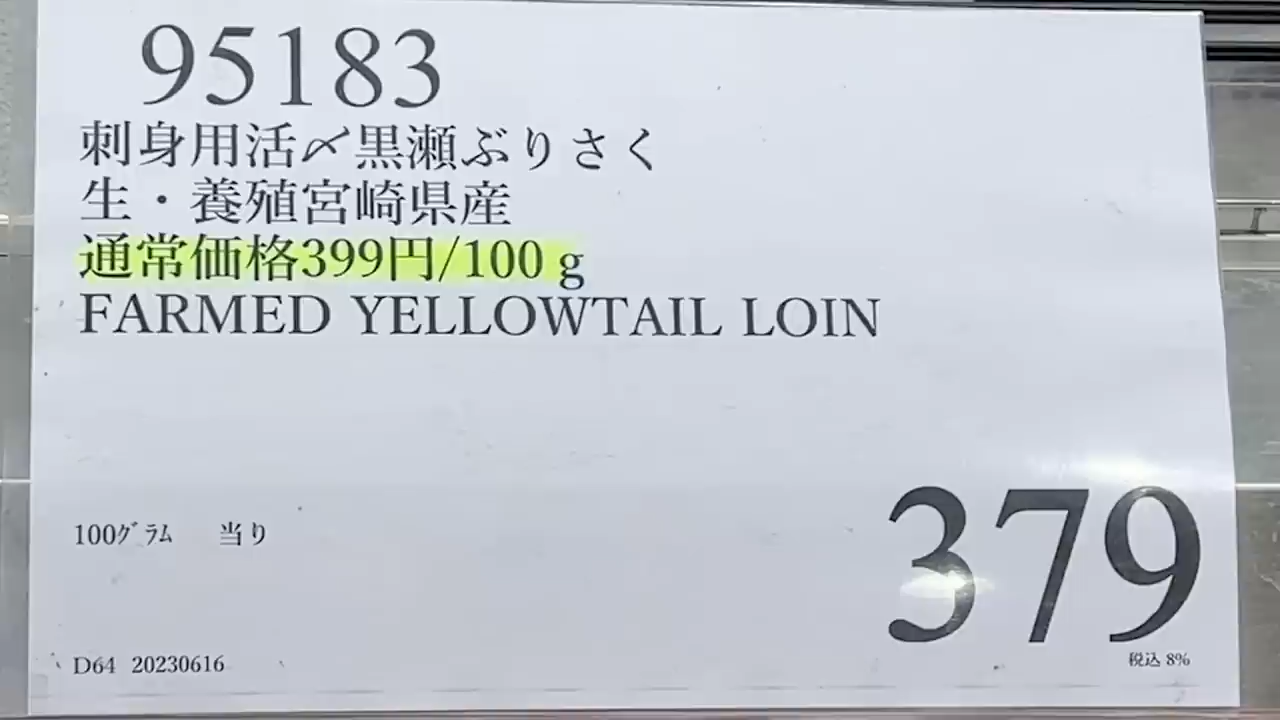 95183
刺身用活〆黒瀬ぶりさく
生・養殖宮崎県産
通常価格399円/100ｇ
FARMED YELLOWTAIL LOIN
100ｸﾞﾗﾑ 当り
379
税込 8%
D64 20230616